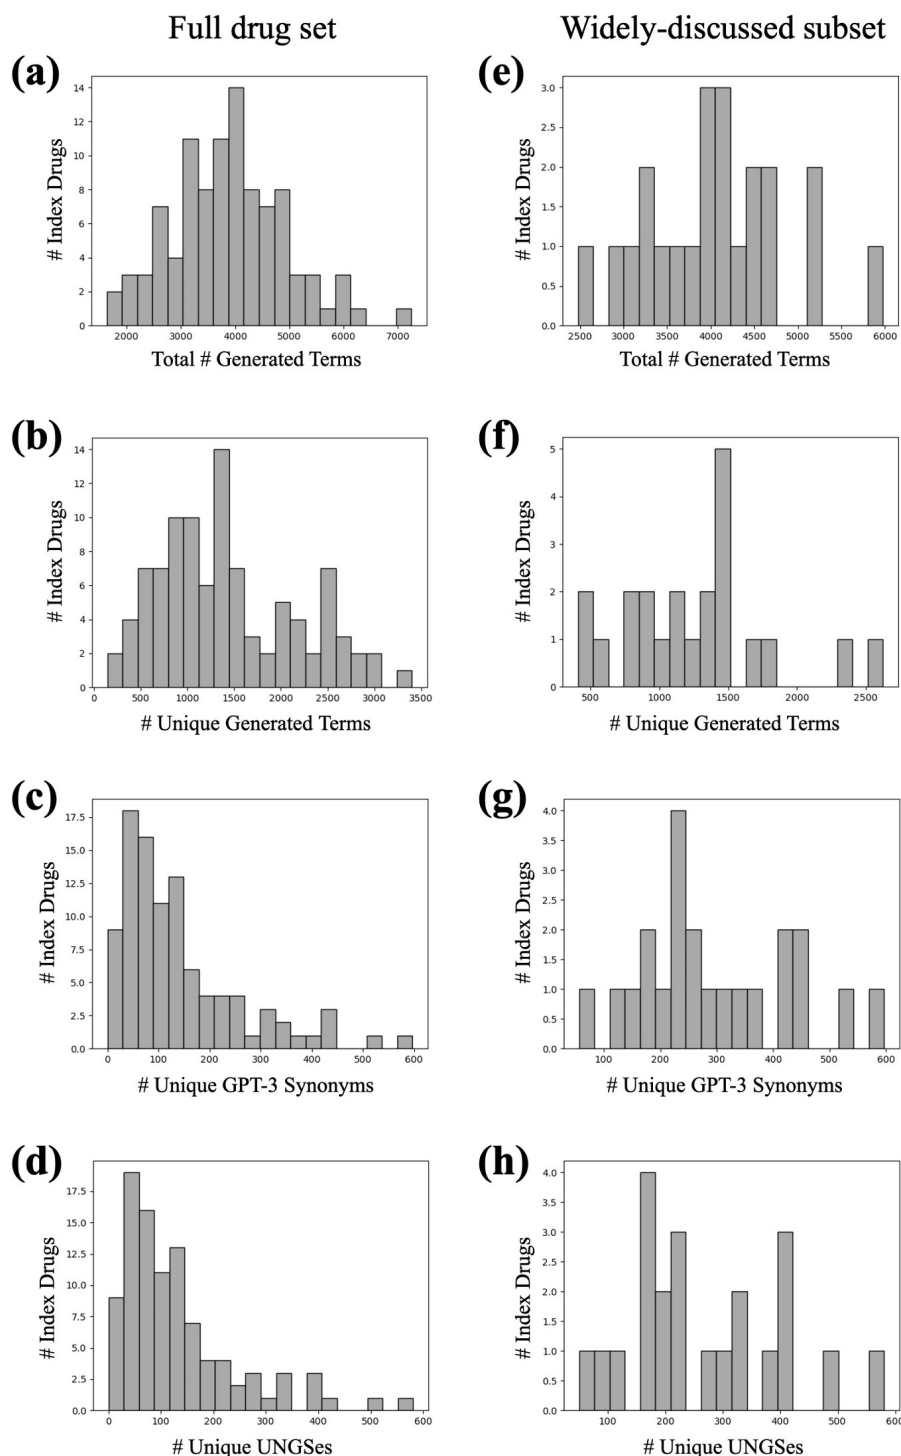 Full drug set
Widely-discussed subset
(a)
14
12
10
8
6
4
2
0
# Index Drugs
2000 3000 4000 5000 6000 7000
Total # Generated Terms
(e)
3.0
2.5
2.0
1.5
1.0
0.5
0.0
# Index Drugs
2500 3000 3500 4000 4500 5000 5500 6000
Total # Generated Terms
(b)
14
12
10
8
6
4
2
0
# Index Drugs
0 500 1000 1500 2000 2500 3000 3500
# Unique Generated Terms
(f)
5
4
3
2
1
0
# Index Drugs
500 1000 1500 2000 2500
# Unique Generated Terms
(c)
17.5
15.0
12.5
10.0
7.5
5.0
2.5
0.0
# Index Drugs
0 100 200 300 400 500 600
# Unique GPT-3 Synonyms
(g)
4.0
3.5
3.0
2.5
2.0
1.5
1.0
0.5
0.0
# Index Drugs
100 200 300 400 500 600
# Unique GPT-3 Synonyms
(d)
17.5
15.0
12.5
10.0
7.5
5.0
2.5
0.0
# Index Drugs
0 100 200 300 400 500 600
# Unique UNGSes
(h)
4.0
3.5
3.0
2.5
2.0
1.5
1.0
0.5
0.0
# Index Drugs
100 200 300 400 500 600
# Unique UNGSes